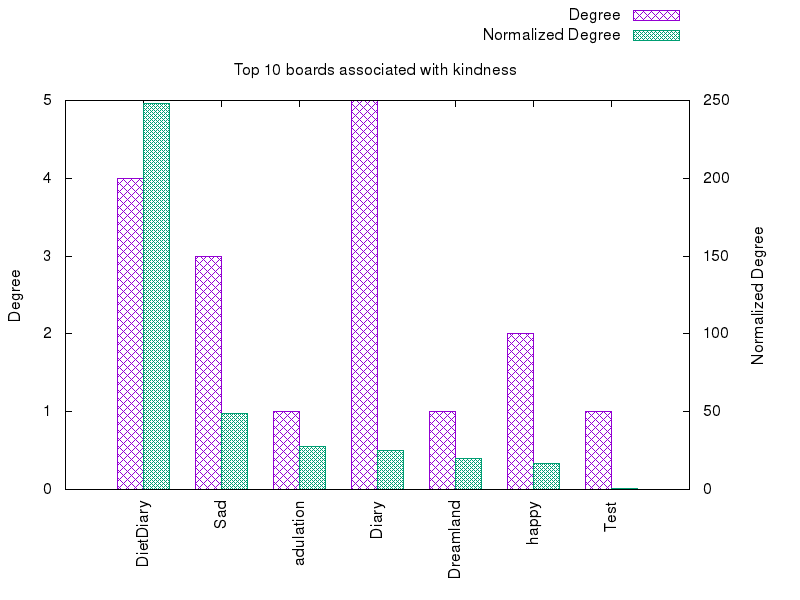 Degree
Normalized Degree
Top 10 boards associated with kindness
5 250
4 200
3 150
2 100
1 50
0 0
Degree
Normalized Degree
DietDiary
Sad
adulation
Diary
Dreamland
happy
Test